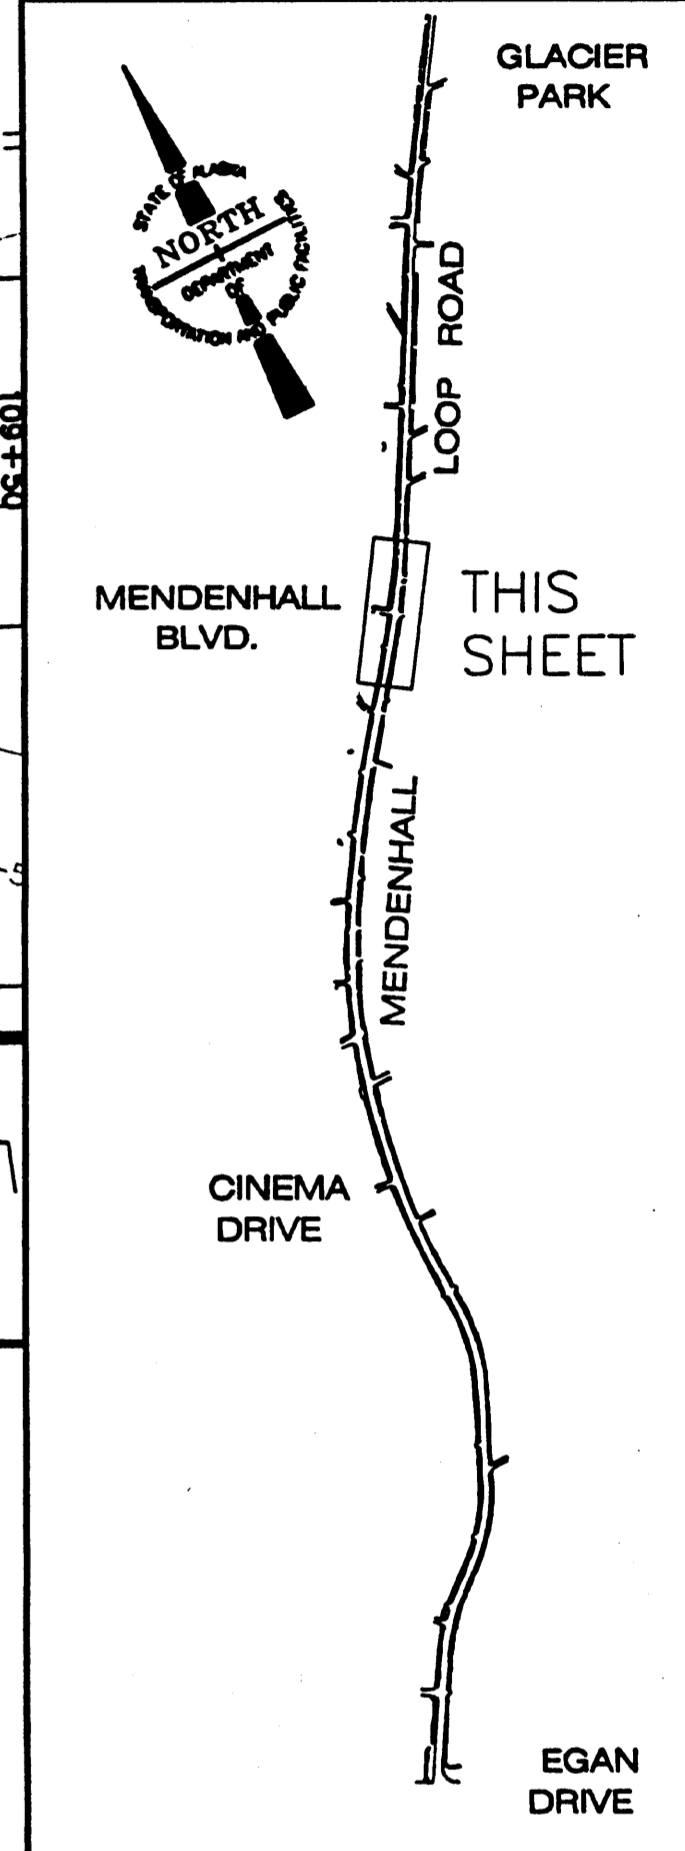 GLACIER
PARK
STATE OF ALASKA
NORTH
DEPARTMENT
OF
AND PUBLIC FACILITIES
LOOP ROAD
109+50
MENDENHALL
BLVD.
THIS
SHEET
MENDENHALL
CINEMA
DRIVE
EGAN
DRIVE